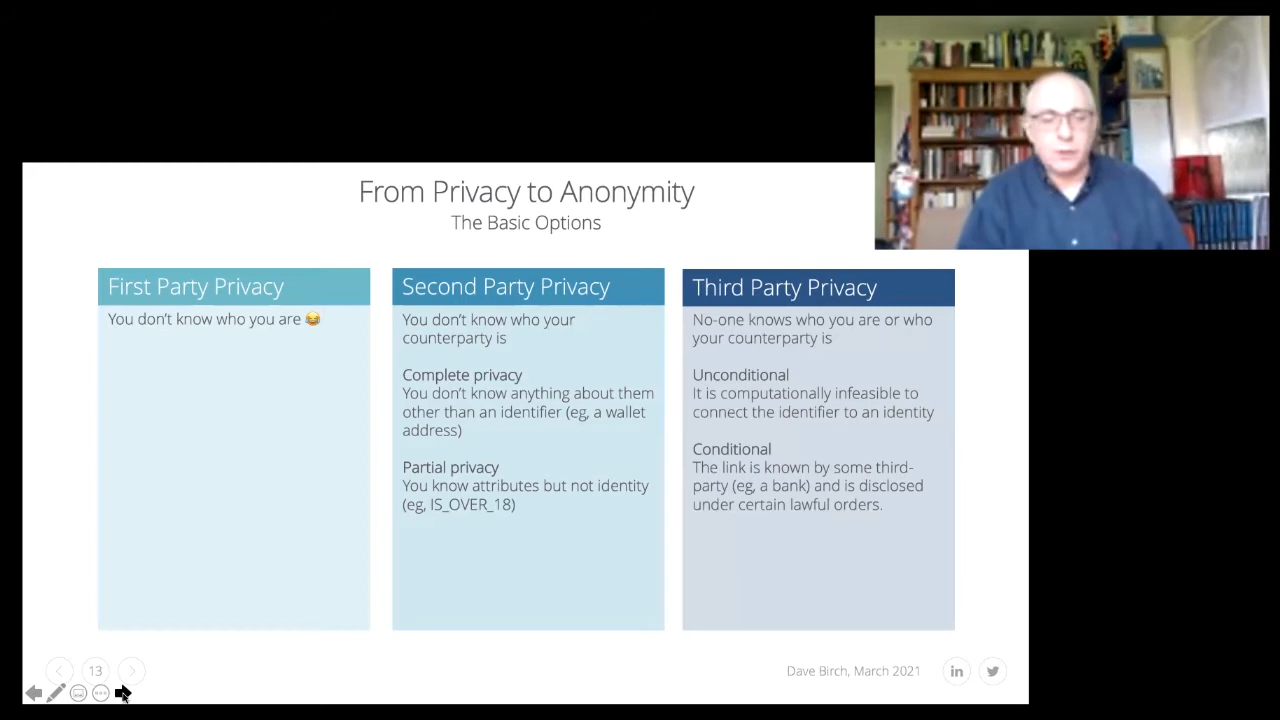 From Privacy to Anonymity
The Basic Options
First Party Privacy
You don't know who you are 😂
Second Party Privacy
You don't know who your
counterparty is
Complete privacy
You don't know anything about them
other than an identifier (eg, a wallet
address)
Partial privacy
You know attributes but not identity
(eg, IS_OVER_18)
Third Party Privacy
No-one knows who you are or who
your counterparty is
Unconditional
It is computationally infeasible to
connect the identifier to an identity
Conditional
The link is known by some third-
party (eg, a bank) and is disclosed
under certain lawful orders.
13
Dave Birch, March 2021
in